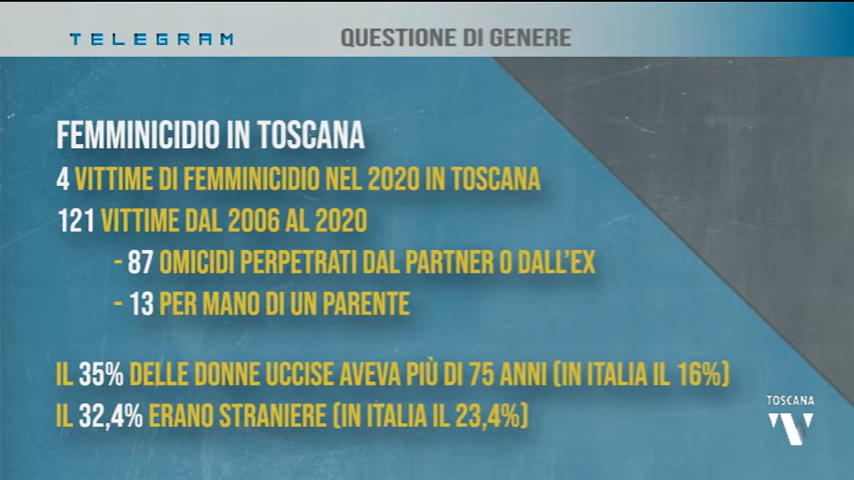 TELEGRAM
QUESTIONE DI GENERE
FEMMINICIDIO IN TOSCANA
4 VITTIME DI FEMMINICIDIO NEL 2020 IN TOSCANA
121 VITTIME DAL 2006 AL 2020
- 87 OMICIDI PERPETRATI DAL PARTNER O DALL'EX
- 13 PER MANO DI UN PARENTE
IL 35% DELLE DONNE UCCISE AVEVA PIÙ DI 75 ANNI (IN ITALIA IL 16%)
IL 32,4% ERANO STRANIERE (IN ITALIA IL 23,4%)
TOSCANA
TV